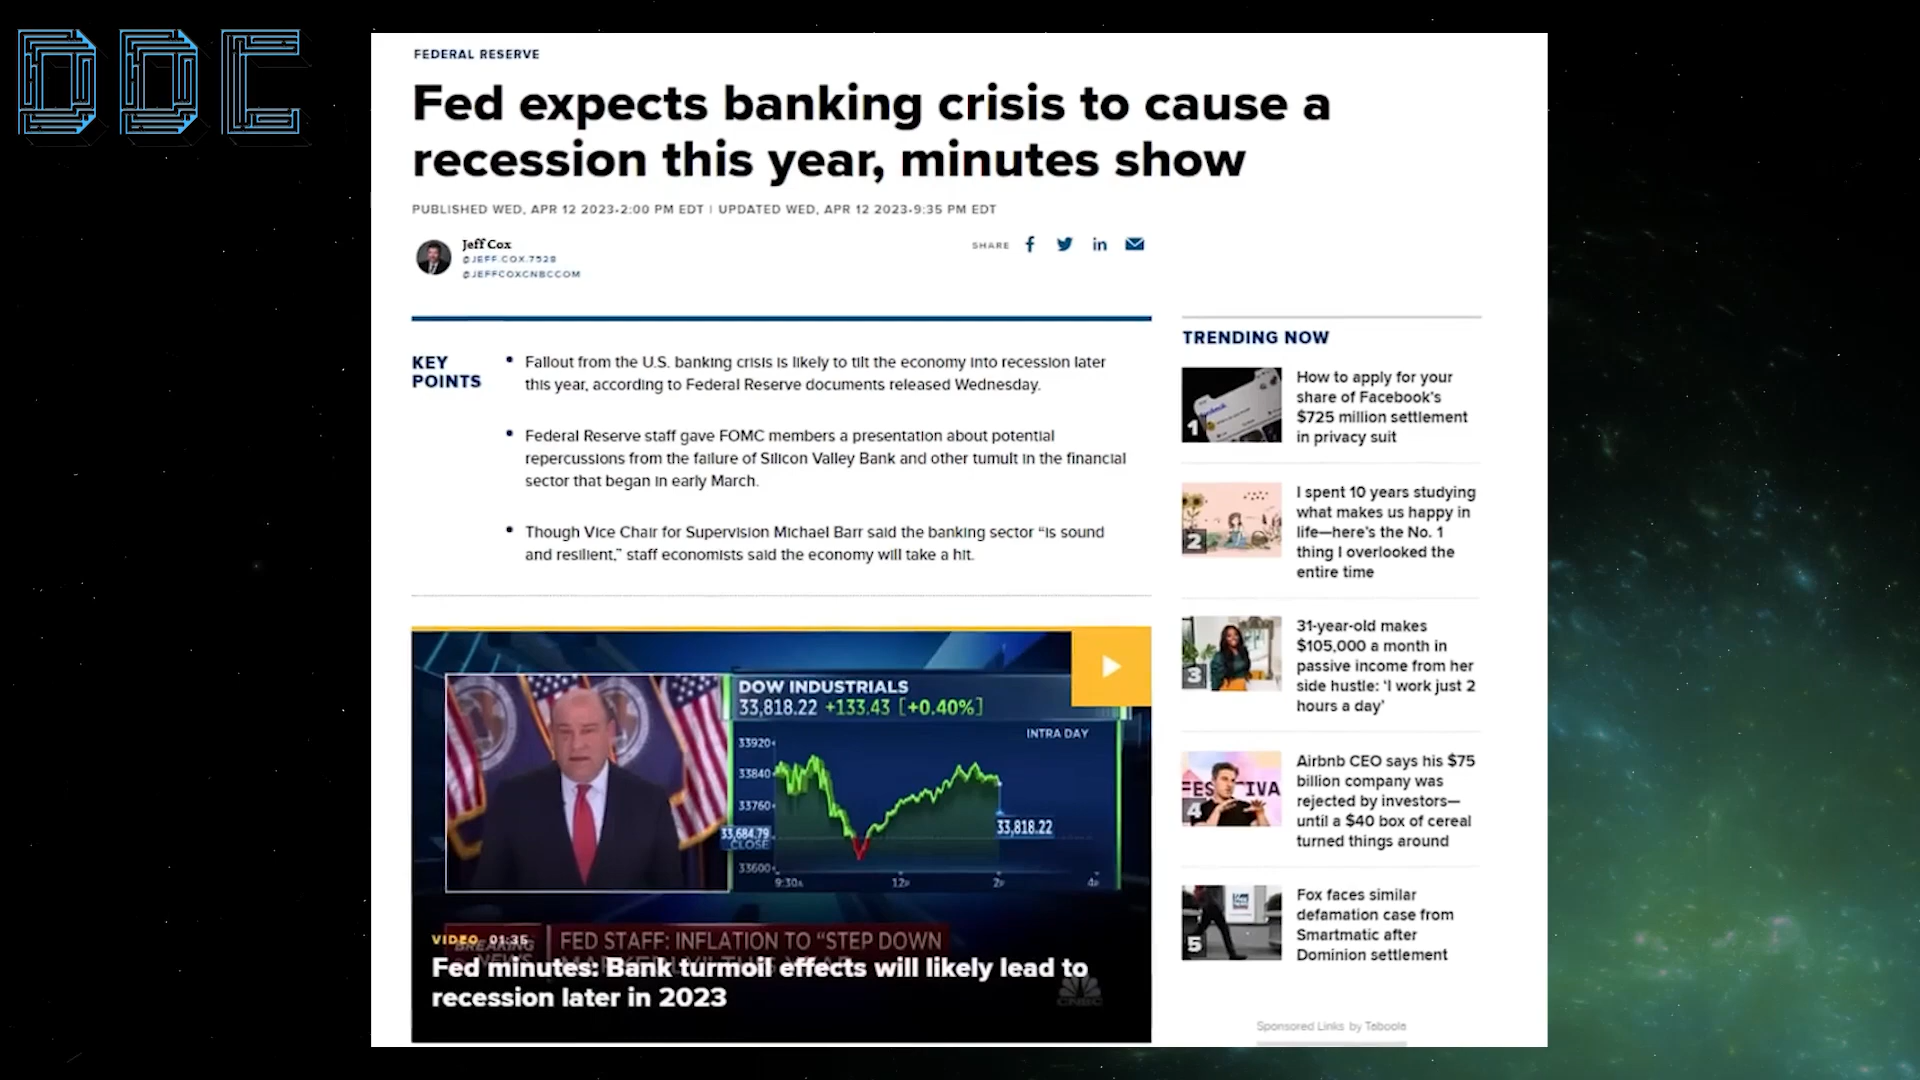 DDC
FEDERAL RESERVE
Fed expects banking crisis to cause a
recession this year, minutes show
PUBLISHED WED, APR 12 2023•2:00 PM EDT | UPDATED WED, APR 12 2023•9:35 PM EDT
Jeff Cox
@JEFF.COX.7528
@JEFFCOXCNBCCOM
SHARE
KEY
POINTS
Fallout from the U.S. banking crisis is likely to tilt the economy into recession later
this year, according to Federal Reserve documents released Wednesday.
Federal Reserve staff gave FOMC members a presentation about potential
repercussions from the failure of Silicon Valley Bank and other tumult in the financial
sector that began in early March.
Though Vice Chair for Supervision Michael Barr said the banking sector “is sound
and resilient,” staff economists said the economy will take a hit.
DOW INDUSTRIALS
33,818.22 +133.43 [+0.40%]
INTRA DAY
33920
33840
33760
33,684.79
CLOSE
33600
33,818.22
9:30A 12P 2P 4P
BREAKING
NEWS
FED STAFF: INFLATION TO “STEP DOWN
VIDEO 01:35
Fed minutes: Bank turmoil effects will likely lead to
recession later in 2023
CNBC
TRENDING NOW
1
How to apply for your
share of Facebook’s
$725 million settlement
in privacy suit
2
I spent 10 years studying
what makes us happy in
life—here’s the No. 1
thing I overlooked the
entire time
3
31-year-old makes
$105,000 a month in
passive income from her
side hustle: ‘I work just 2
hours a day’
4
Airbnb CEO says his $75
billion company was
rejected by investors—
until a $40 box of cereal
turned things around
5
Fox faces similar
defamation case from
Smartmatic after
Dominion settlement
Sponsored Links by Taboola